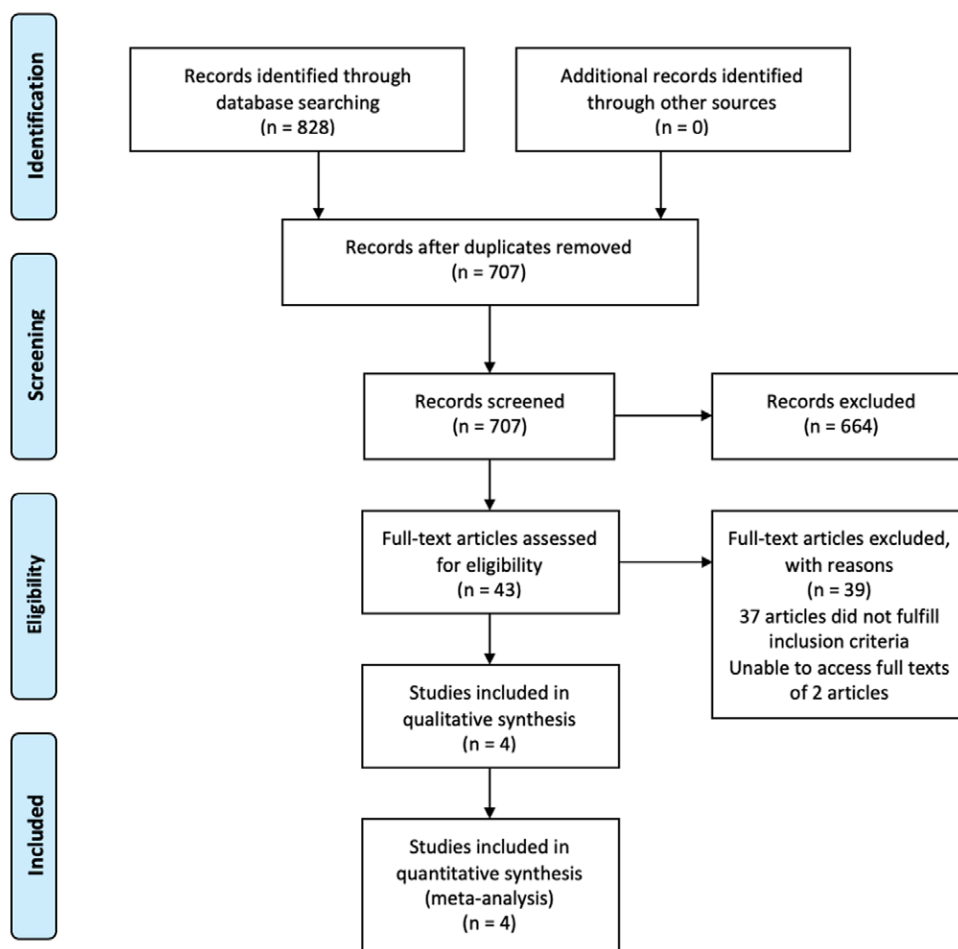 Identification
Records identified through
database searching
(n = 828)
Additional records identified
through other sources
(n = 0)
Records after duplicates removed
(n = 707)
Screening
Records screened
(n = 707)
Records excluded
(n = 664)
Eligibility
Full-text articles assessed
for eligibility
(n = 43)
Full-text articles excluded,
with reasons
(n = 39)
37 articles did not fulfill
inclusion criteria
Unable to access full texts
of 2 articles
Studies included in
qualitative synthesis
(n = 4)
Included
Studies included in
quantitative synthesis
(meta-analysis)
(n = 4)